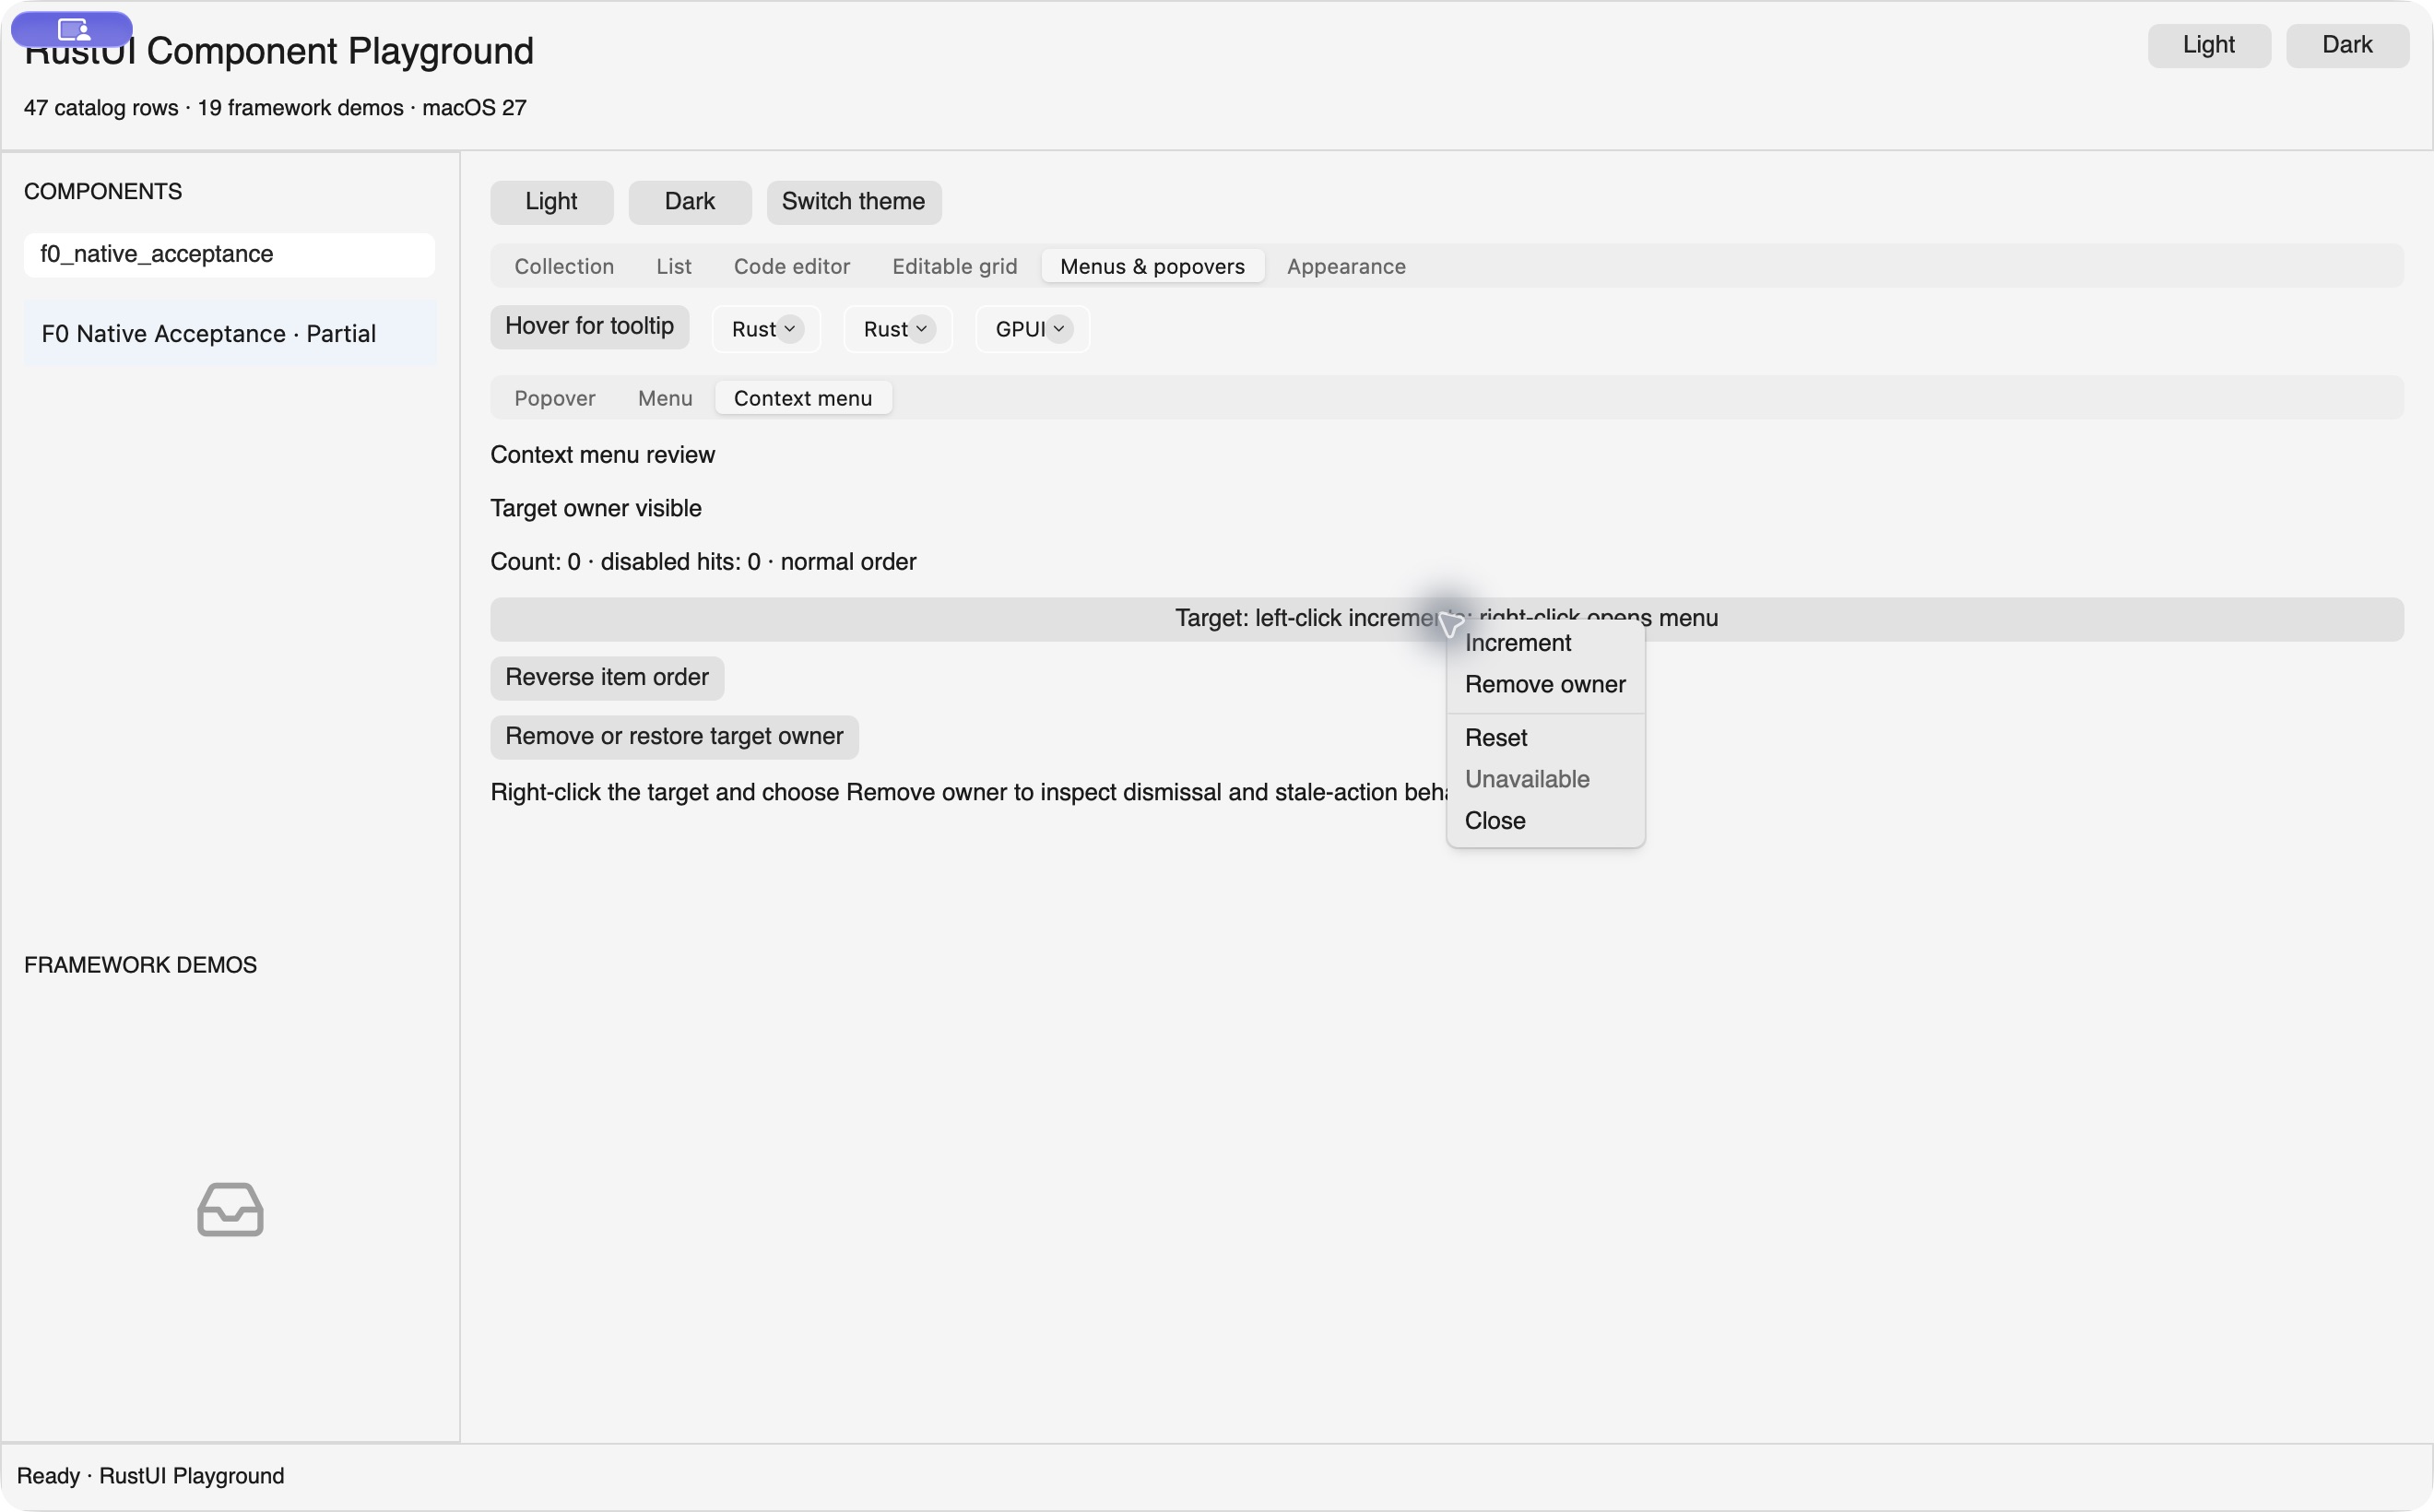 RustUI Component Playground
Light
Dark
47 catalog rows · 19 framework demos · macOS 27
COMPONENTS
f0_native_acceptance
F0 Native Acceptance · Partial
FRAMEWORK DEMOS
Light
Dark
Switch theme
Collection
List
Code editor
Editable grid
Menus & popovers
Appearance
Hover for tooltip
Rust
Rust
GPUI
Popover
Menu
Context menu
Context menu review
Target owner visible
Count: 0 · disabled hits: 0 · normal order
Target: left-click increments; right-click opens menu
Reverse item order
Remove or restore target owner
Right-click the target and choose Remove owner to inspect dismissal and stale-action
Increment
Remove owner
Reset
Unavailable
Close
Ready · RustUI Playground